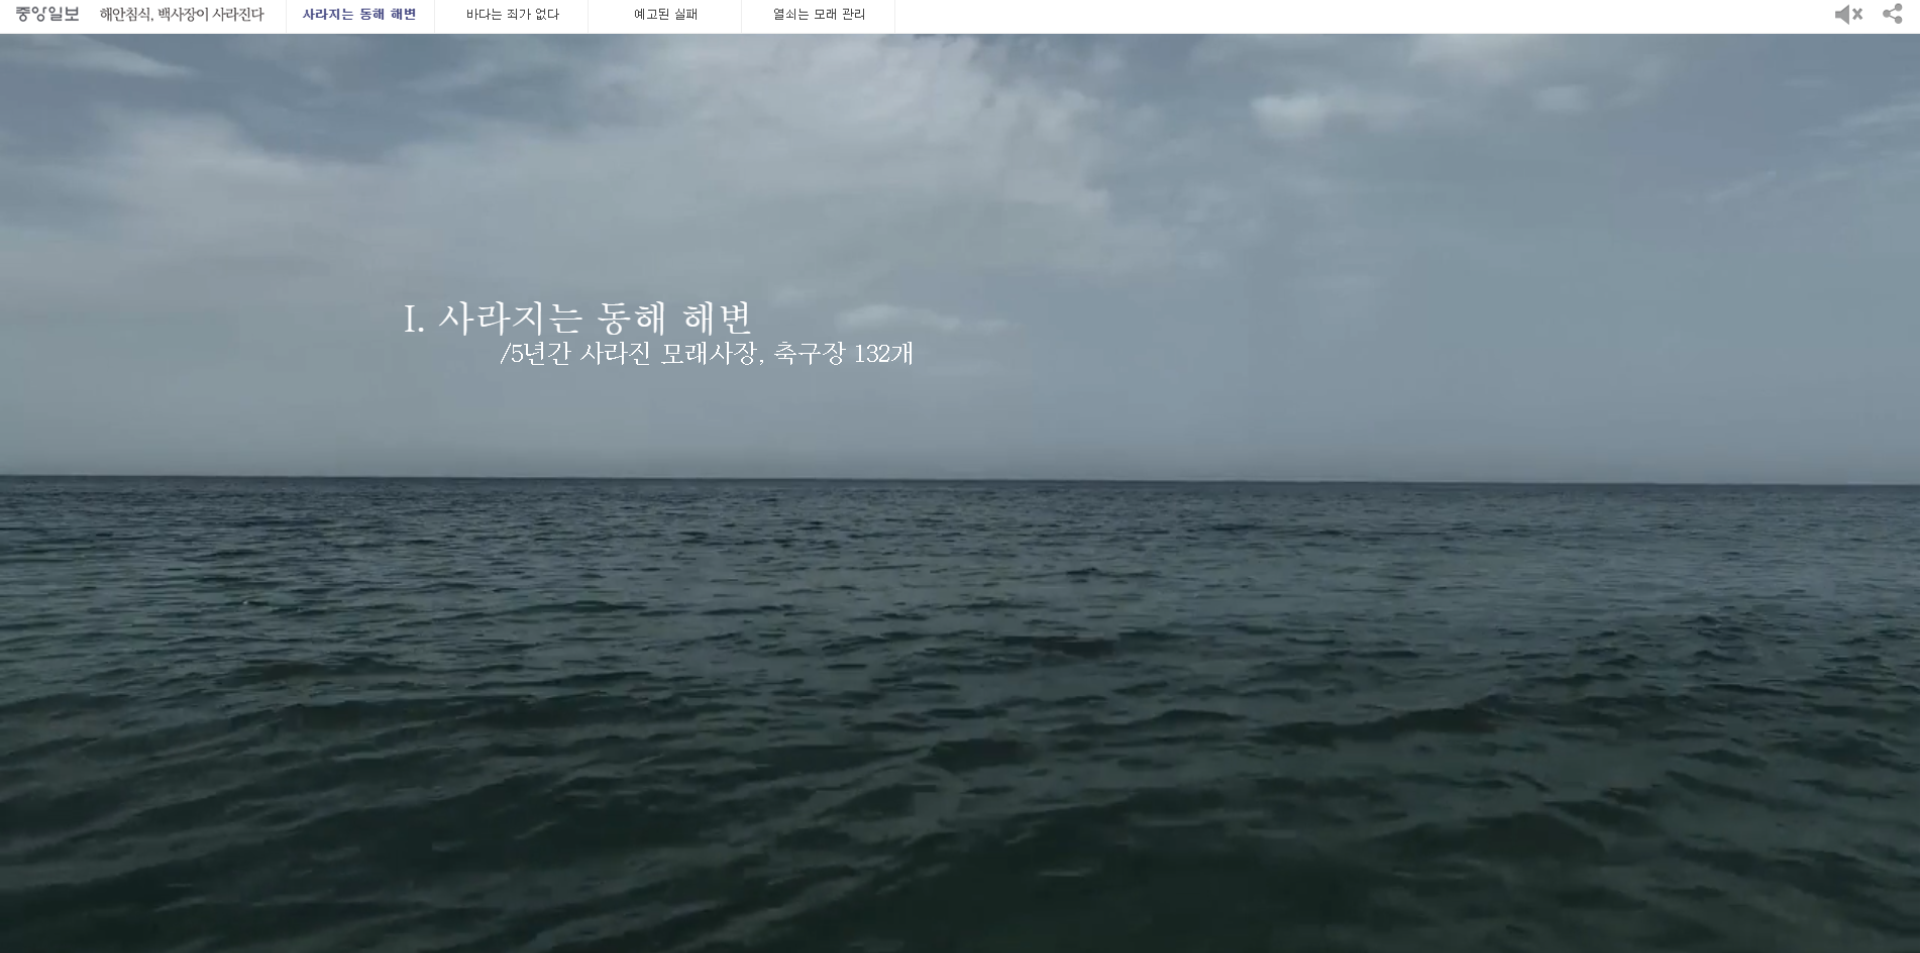 중앙일보 해안침식, 백사장이 사라진다 사라지는 동해 해변 바다는 죄가 없다 예고된 실패 열쇠는 모래 관리
I. 사라지는 동해 해변
/5년간 사라진 모래사장, 축구장 132개